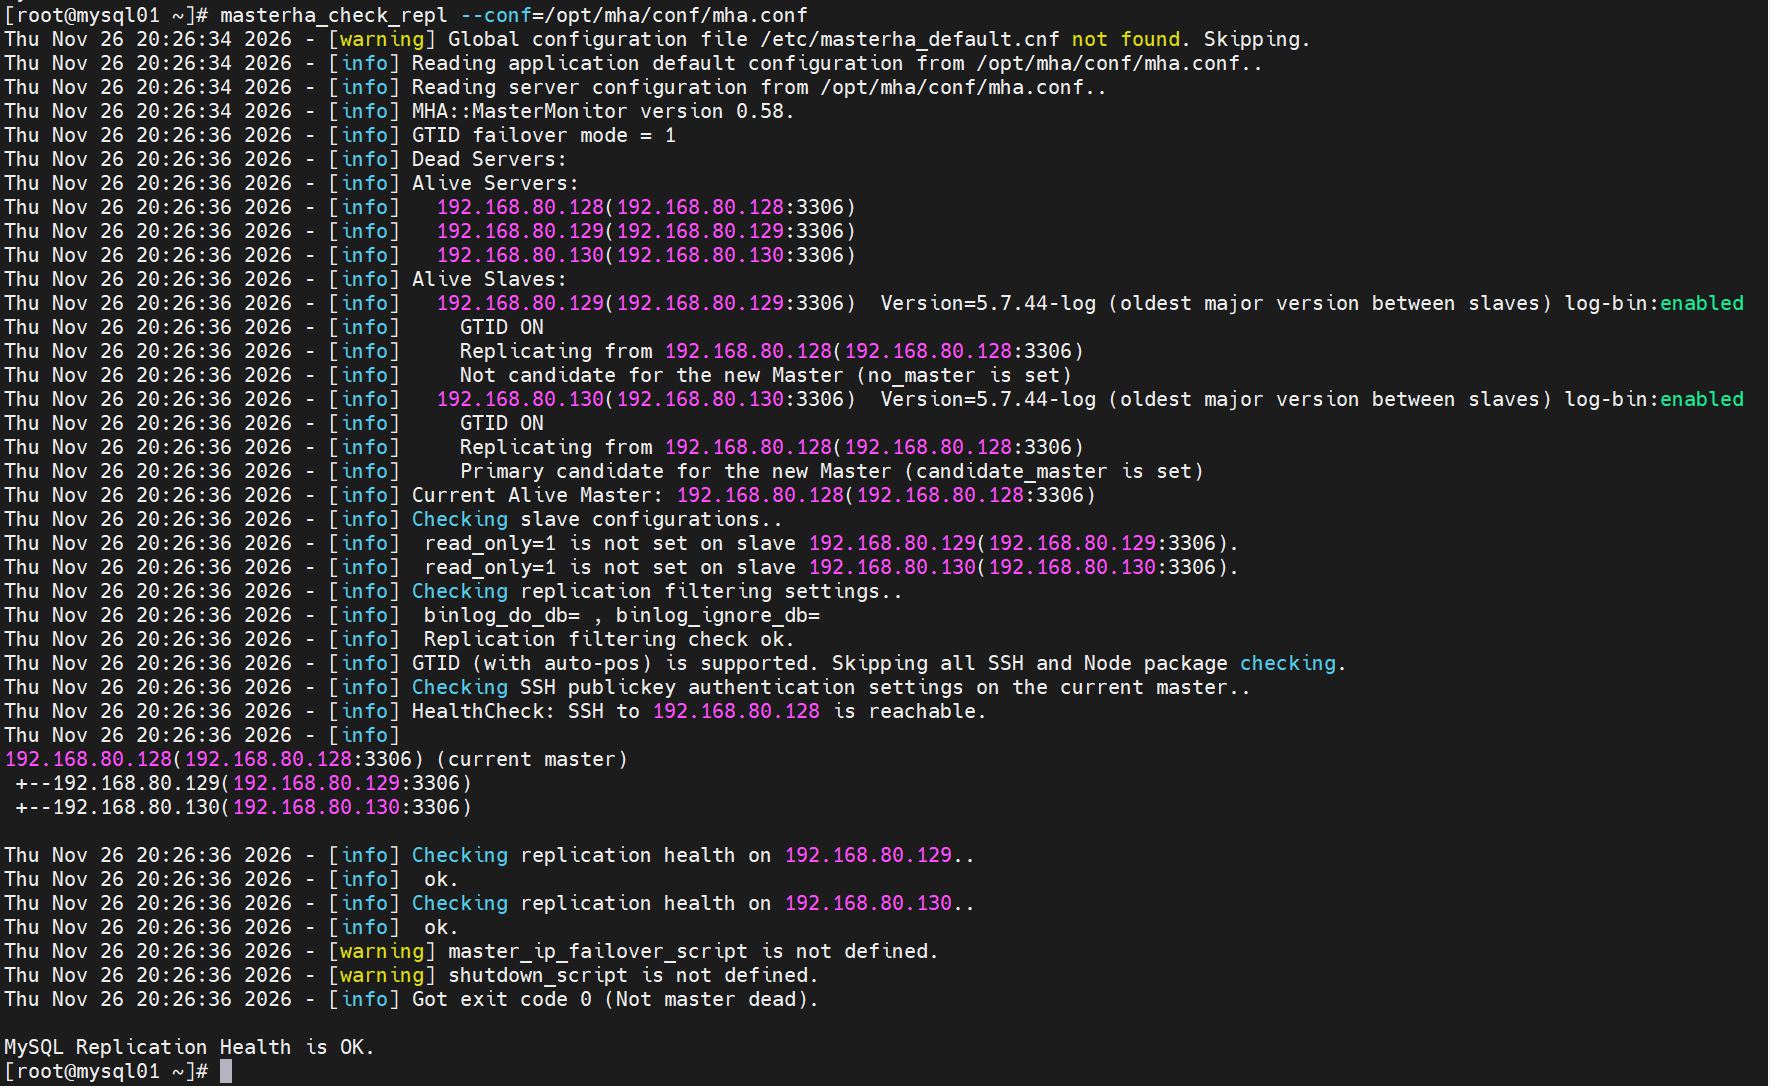 [root@mysql01 ~]# masterha_check_repl --conf=/opt/mha/conf/mha.conf
Thu Nov 26 20:26:34 2026 - [warning] Global configuration file /etc/masterha_default.cnf not found. Skipping.
Thu Nov 26 20:26:34 2026 - [info] Reading application default configuration from /opt/mha/conf/mha.conf..
Thu Nov 26 20:26:34 2026 - [info] Reading server configuration from /opt/mha/conf/mha.conf..
Thu Nov 26 20:26:34 2026 - [info] MHA::MasterMonitor version 0.58.
Thu Nov 26 20:26:36 2026 - [info] GTID failover mode = 1
Thu Nov 26 20:26:36 2026 - [info] Dead Servers:
Thu Nov 26 20:26:36 2026 - [info] Alive Servers:
Thu Nov 26 20:26:36 2026 - [info]   192.168.80.128(192.168.80.128:3306)
Thu Nov 26 20:26:36 2026 - [info]   192.168.80.129(192.168.80.129:3306)
Thu Nov 26 20:26:36 2026 - [info]   192.168.80.130(192.168.80.130:3306)
Thu Nov 26 20:26:36 2026 - [info] Alive Slaves:
Thu Nov 26 20:26:36 2026 - [info]   192.168.80.129(192.168.80.129:3306)  Version=5.7.44-log (oldest major version between slaves) log-bin:enabled
Thu Nov 26 20:26:36 2026 - [info]     GTID ON
Thu Nov 26 20:26:36 2026 - [info]     Replicating from 192.168.80.128(192.168.80.128:3306)
Thu Nov 26 20:26:36 2026 - [info]     Not candidate for the new Master (no_master is set)
Thu Nov 26 20:26:36 2026 - [info]   192.168.80.130(192.168.80.130:3306)  Version=5.7.44-log (oldest major version between slaves) log-bin:enabled
Thu Nov 26 20:26:36 2026 - [info]     GTID ON
Thu Nov 26 20:26:36 2026 - [info]     Replicating from 192.168.80.128(192.168.80.128:3306)
Thu Nov 26 20:26:36 2026 - [info]     Primary candidate for the new Master (candidate_master is set)
Thu Nov 26 20:26:36 2026 - [info] Current Alive Master: 192.168.80.128(192.168.80.128:3306)
Thu Nov 26 20:26:36 2026 - [info] Checking slave configurations..
Thu Nov 26 20:26:36 2026 - [info]  read_only=1 is not set on slave 192.168.80.129(192.168.80.129:3306).
Thu Nov 26 20:26:36 2026 - [info]  read_only=1 is not set on slave 192.168.80.130(192.168.80.130:3306).
Thu Nov 26 20:26:36 2026 - [info] Checking replication filtering settings..
Thu Nov 26 20:26:36 2026 - [info]  binlog_do_db= , binlog_ignore_db=
Thu Nov 26 20:26:36 2026 - [info]  Replication filtering check ok.
Thu Nov 26 20:26:36 2026 - [info] GTID (with auto-pos) is supported. Skipping all SSH and Node package checking.
Thu Nov 26 20:26:36 2026 - [info] Checking SSH publickey authentication settings on the current master..
Thu Nov 26 20:26:36 2026 - [info] HealthCheck: SSH to 192.168.80.128 is reachable.
Thu Nov 26 20:26:36 2026 - [info]
192.168.80.128(192.168.80.128:3306) (current master)
 +--192.168.80.129(192.168.80.129:3306)
 +--192.168.80.130(192.168.80.130:3306)
Thu Nov 26 20:26:36 2026 - [info] Checking replication health on 192.168.80.129..
Thu Nov 26 20:26:36 2026 - [info]  ok.
Thu Nov 26 20:26:36 2026 - [info] Checking replication health on 192.168.80.130..
Thu Nov 26 20:26:36 2026 - [info]  ok.
Thu Nov 26 20:26:36 2026 - [warning] master_ip_failover_script is not defined.
Thu Nov 26 20:26:36 2026 - [warning] shutdown_script is not defined.
Thu Nov 26 20:26:36 2026 - [info] Got exit code 0 (Not master dead).
MySQL Replication Health is OK.
[root@mysql01 ~]#